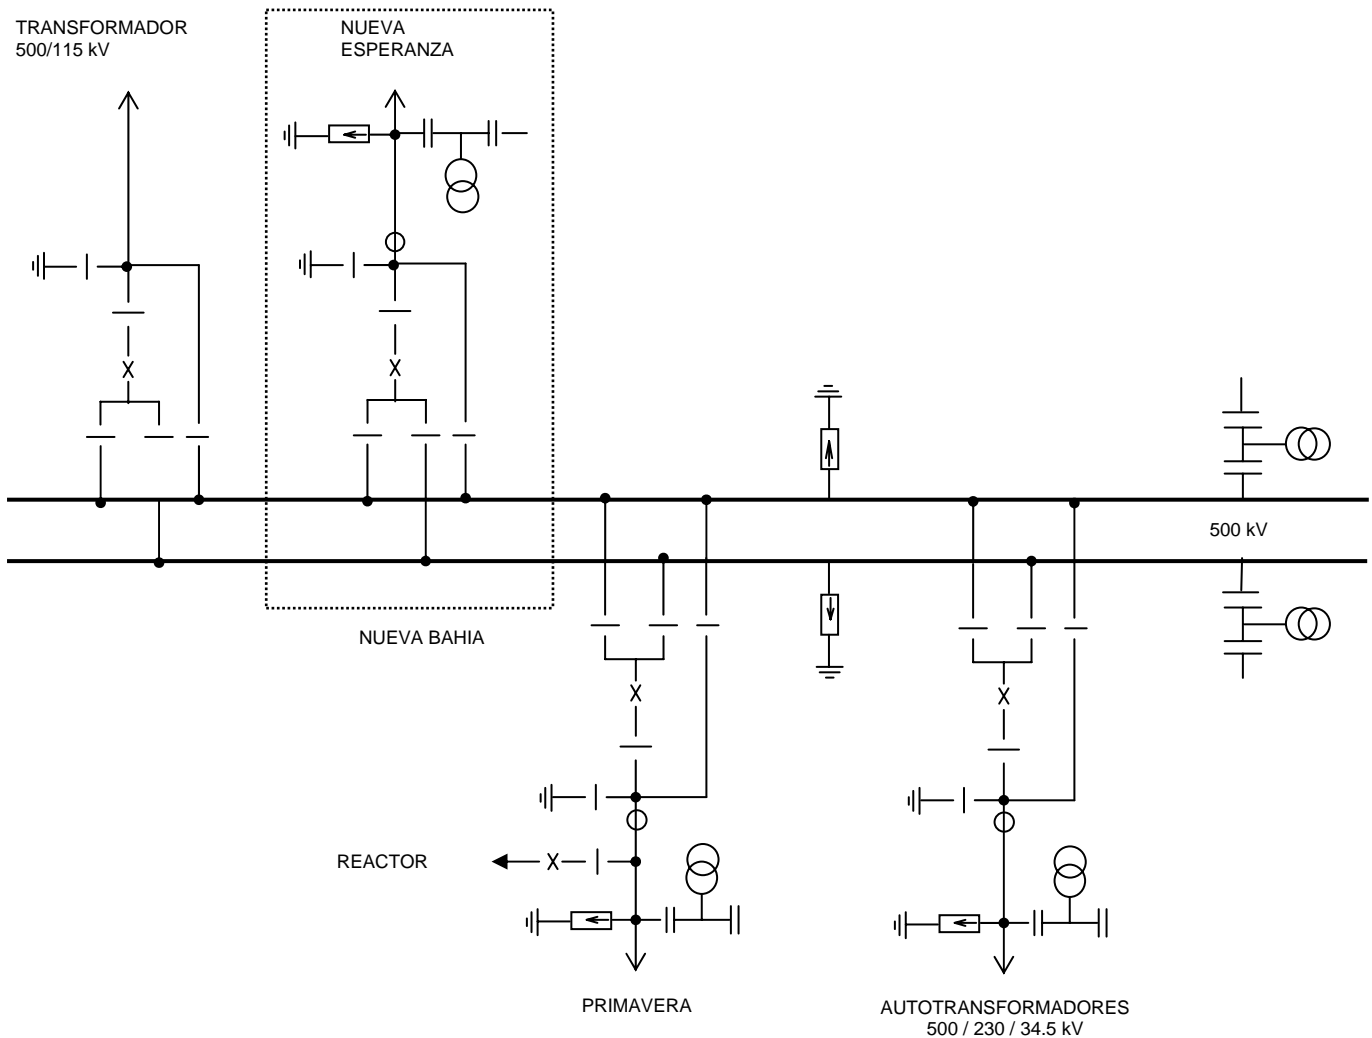 TRANSFORMADOR
500/115 kV
NUEVA
ESPERANZA
500 kV
NUEVA BAHIA
REACTOR
PRIMAVERA
AUTOTRANSFORMADORES
500 / 230 / 34.5 kV